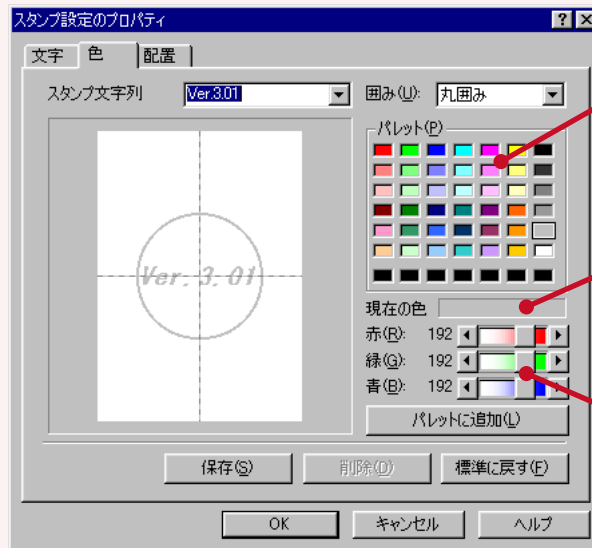 スタンプ設定のプロパティ
文字 色 配置
スタンプ文字列 Ver.3.01 囲み(U): 丸囲み
パレット(P)
Ver. 3. 01
現在の色
赤(R): 192
緑(G): 192
青(B): 192
パレットに追加(L)
保存(S) 削除(D) 標準に戻す(F)
OK キャンセル ヘルプ